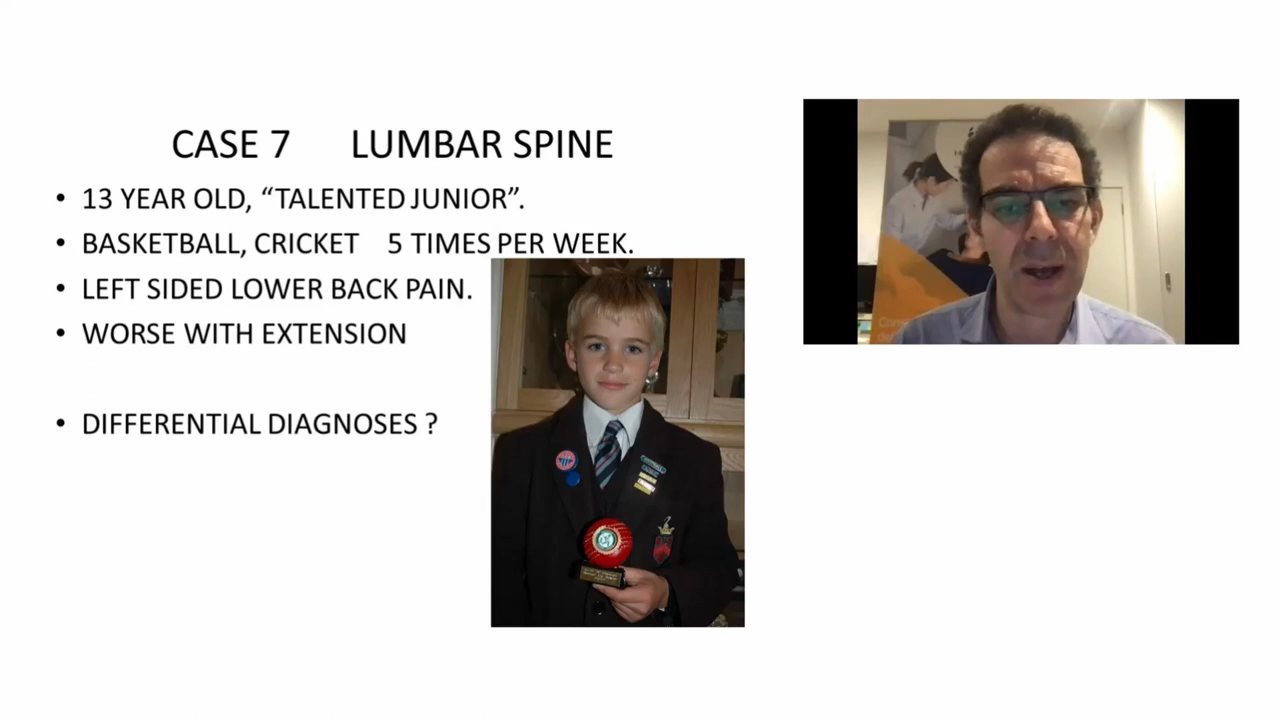 CASE 7 LUMBAR SPINE
• 13 YEAR OLD, “TALENTED JUNIOR”.
• BASKETBALL, CRICKET 5 TIMES PER WEEK.
• LEFT SIDED LOWER BACK PAIN.
• WORSE WITH EXTENSION
• DIFFERENTIAL DIAGNOSES ?